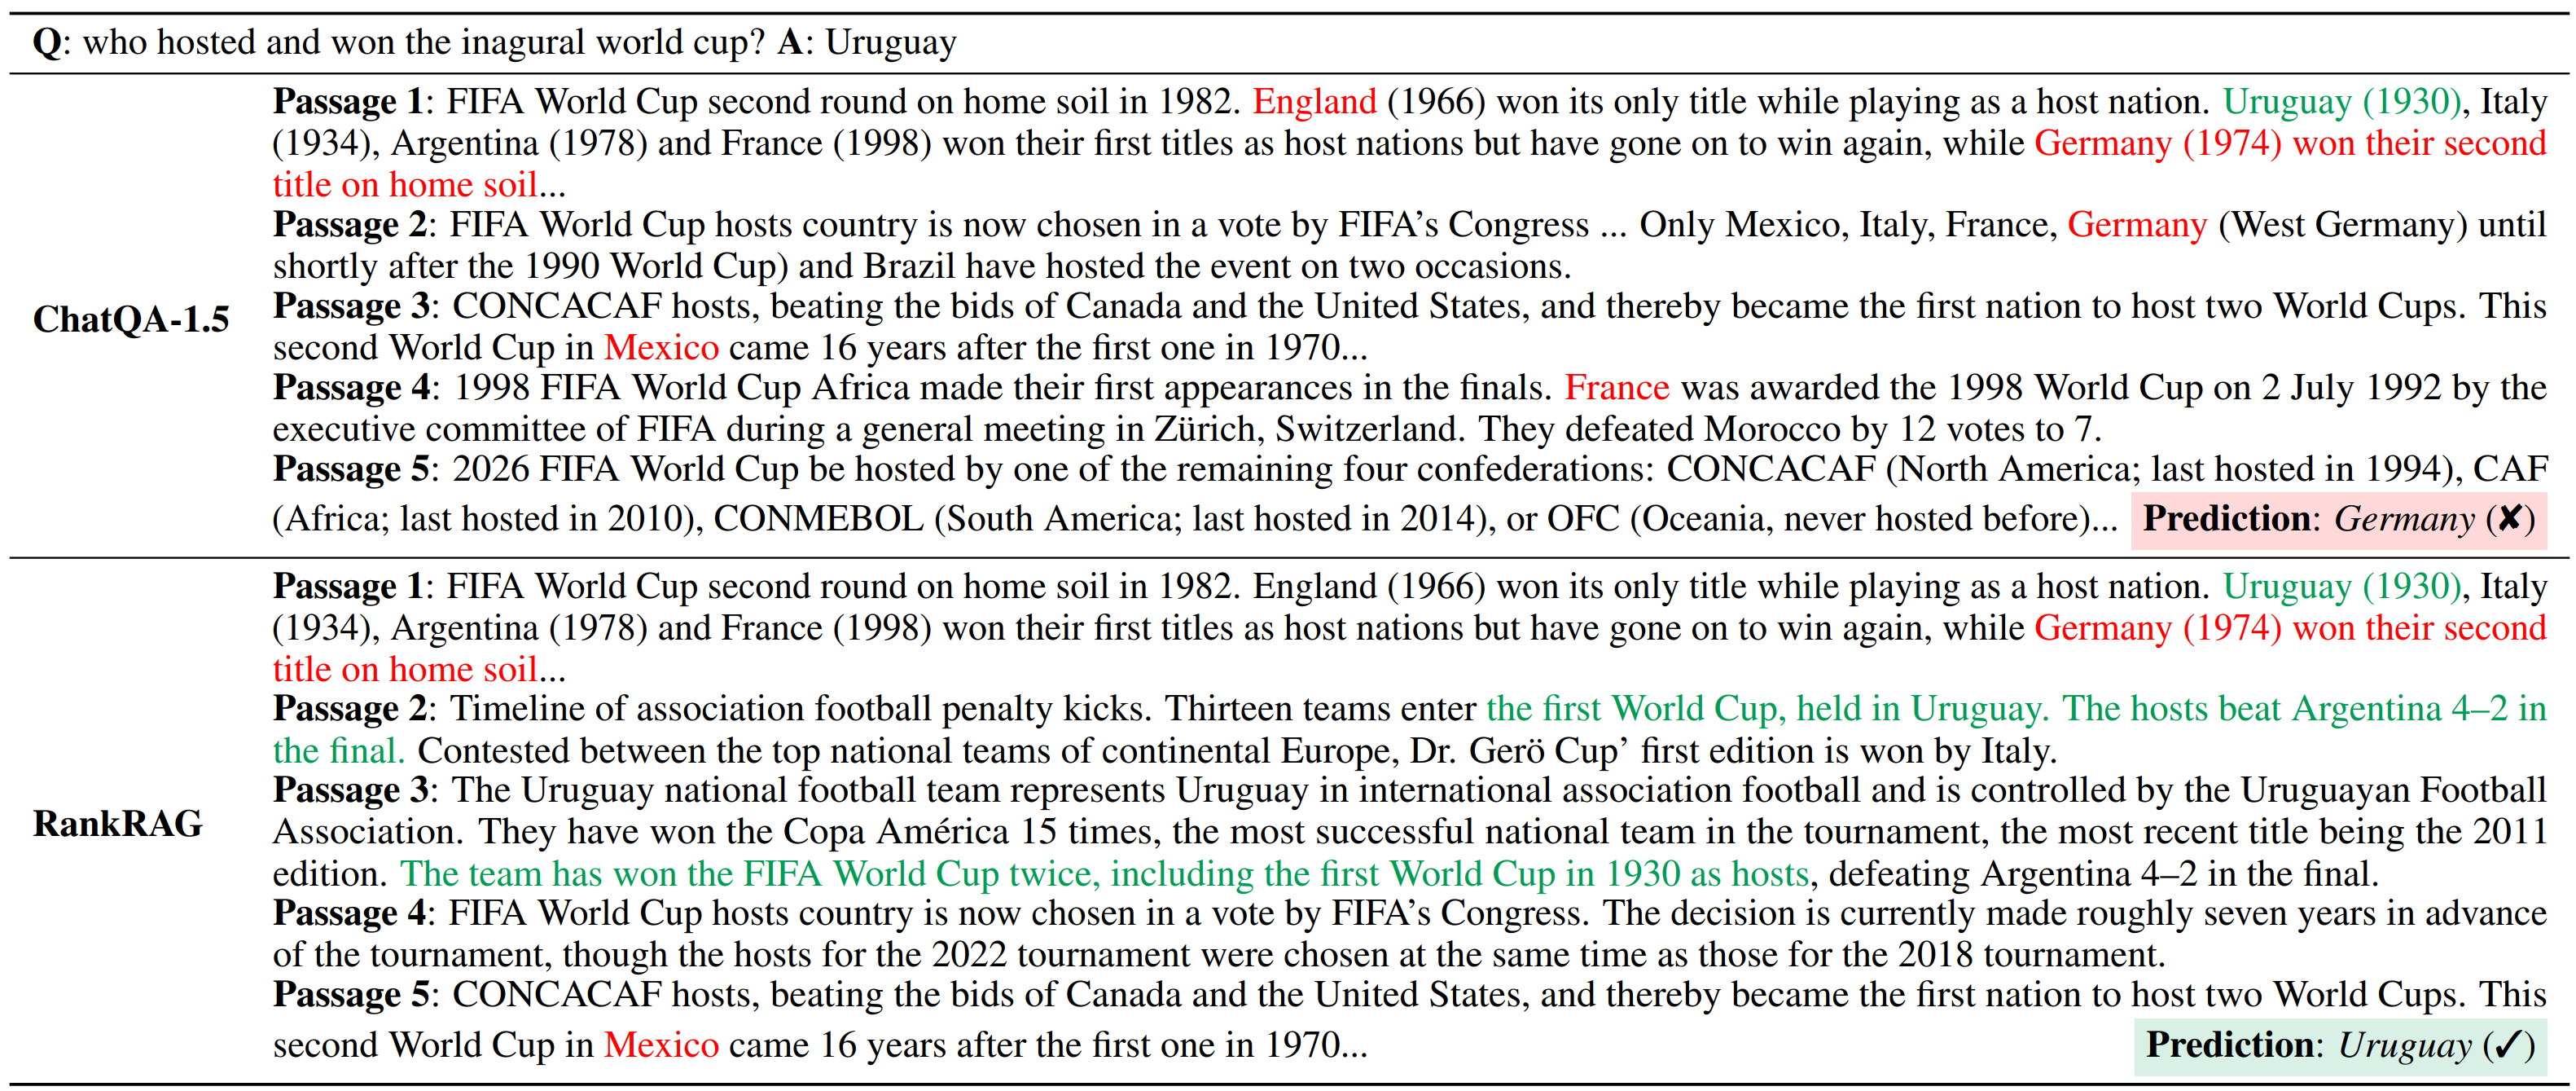 Q: who hosted and won the inagural world cup? A: Uruguay
ChatQA-1.5
Passage 1: FIFA World Cup second round on home soil in 1982. England (1966) won its only title while playing as a host nation. Uruguay (1930), Italy
(1934), Argentina (1978) and France (1998) won their first titles as host nations but have gone on to win again, while Germany (1974) won their second
title on home soil...
Passage 2: FIFA World Cup hosts country is now chosen in a vote by FIFA's Congress ... Only Mexico, Italy, France, Germany (West Germany) until
shortly after the 1990 World Cup) and Brazil have hosted the event on two occasions.
Passage 3: CONCACAF hosts, beating the bids of Canada and the United States, and thereby became the first nation to host two World Cups. This
second World Cup in Mexico came 16 years after the first one in 1970...
Passage 4: 1998 FIFA World Cup Africa made their first appearances in the finals. France was awarded the 1998 World Cup on 2 July 1992 by the
executive committee of FIFA during a general meeting in Zürich, Switzerland. They defeated Morocco by 12 votes to 7.
Passage 5: 2026 FIFA World Cup be hosted by one of the remaining four confederations: CONCACAF (North America; last hosted in 1994), CAF
(Africa; last hosted in 2010), CONMEBOL (South America; last hosted in 2014), or OFC (Oceania, never hosted before)... Prediction: Germany (✘)
RankRAG
Passage 1: FIFA World Cup second round on home soil in 1982. England (1966) won its only title while playing as a host nation. Uruguay (1930), Italy
(1934), Argentina (1978) and France (1998) won their first titles as host nations but have gone on to win again, while Germany (1974) won their second
title on home soil...
Passage 2: Timeline of association football penalty kicks. Thirteen teams enter the first World Cup, held in Uruguay. The hosts beat Argentina 4–2 in
the final. Contested between the top national teams of continental Europe, Dr. Gerö Cup' first edition is won by Italy.
Passage 3: The Uruguay national football team represents Uruguay in international association football and is controlled by the Uruguayan Football
Association. They have won the Copa América 15 times, the most successful national team in the tournament, the most recent title being the 2011
edition. The team has won the FIFA World Cup twice, including the first World Cup in 1930 as hosts, defeating Argentina 4–2 in the final.
Passage 4: FIFA World Cup hosts country is now chosen in a vote by FIFA's Congress. The decision is currently made roughly seven years in advance
of the tournament, though the hosts for the 2022 tournament were chosen at the same time as those for the 2018 tournament.
Passage 5: CONCACAF hosts, beating the bids of Canada and the United States, and thereby became the first nation to host two World Cups. This
second World Cup in Mexico came 16 years after the first one in 1970... Prediction: Uruguay (✓)